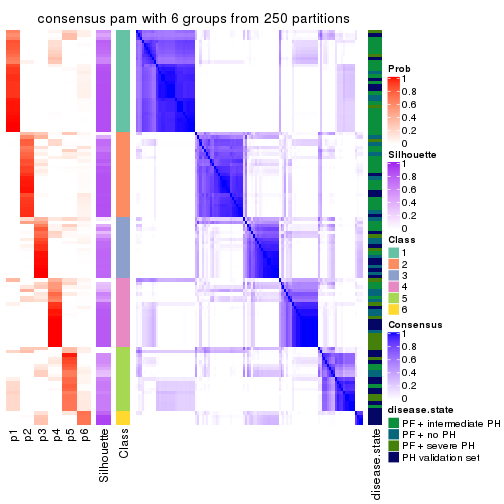 consensus pam with 6 groups from 250 partitions
p1
p2
p3
p4
p5
p6
Silhouette
Class
disease.state
Prob
1
0.8
0.6
0.4
0.2
0
Silhouette
1
0.8
0.6
0.4
0.2
0
Class
1
2
3
4
5
6
Consensus
1
0.8
0.6
0.4
0.2
0
disease.state
PF + intermediate PH
PF + no PH
PF + severe PH
PH validation set